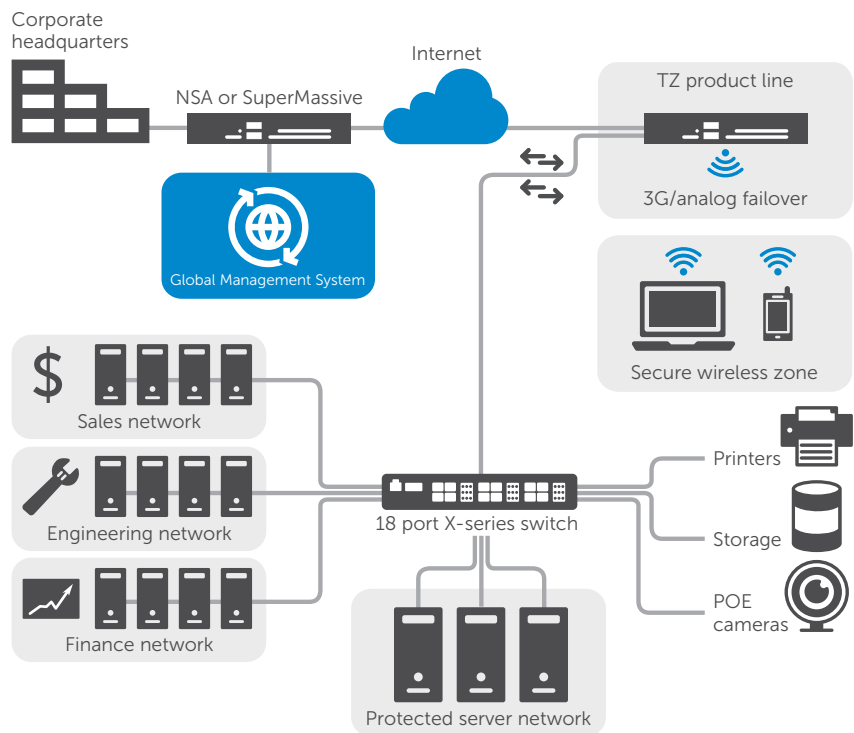 Corporate
headquarters
Internet
NSA or SuperMassive
TZ product line
3G/analog failover
Global Management System
Secure wireless zone
$
Sales network
Printers
18 port X-series switch
Engineering network
Storage
POE
cameras
Finance network
Protected server network